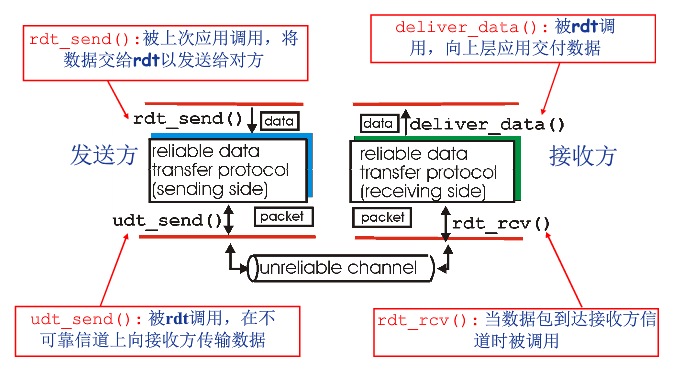 rdt_send():被上次应用调用，将
数据交给rdt以发送给对方
deliver_data():被rdt调
用，向上层应用交付数据
rdt_send()
data
data
deliver_data()
发送方
reliable data
transfer protocol
(sending side)
reliable data
transfer protocol
(receiving side)
接收方
udt_send()
packet
packet
rdt_rcv()
unreliable channel
udt_send():被rdt调用，在不
可靠信道上向接收方传输数据
rdt_rcv():当数据包到达接收方信
道时被调用